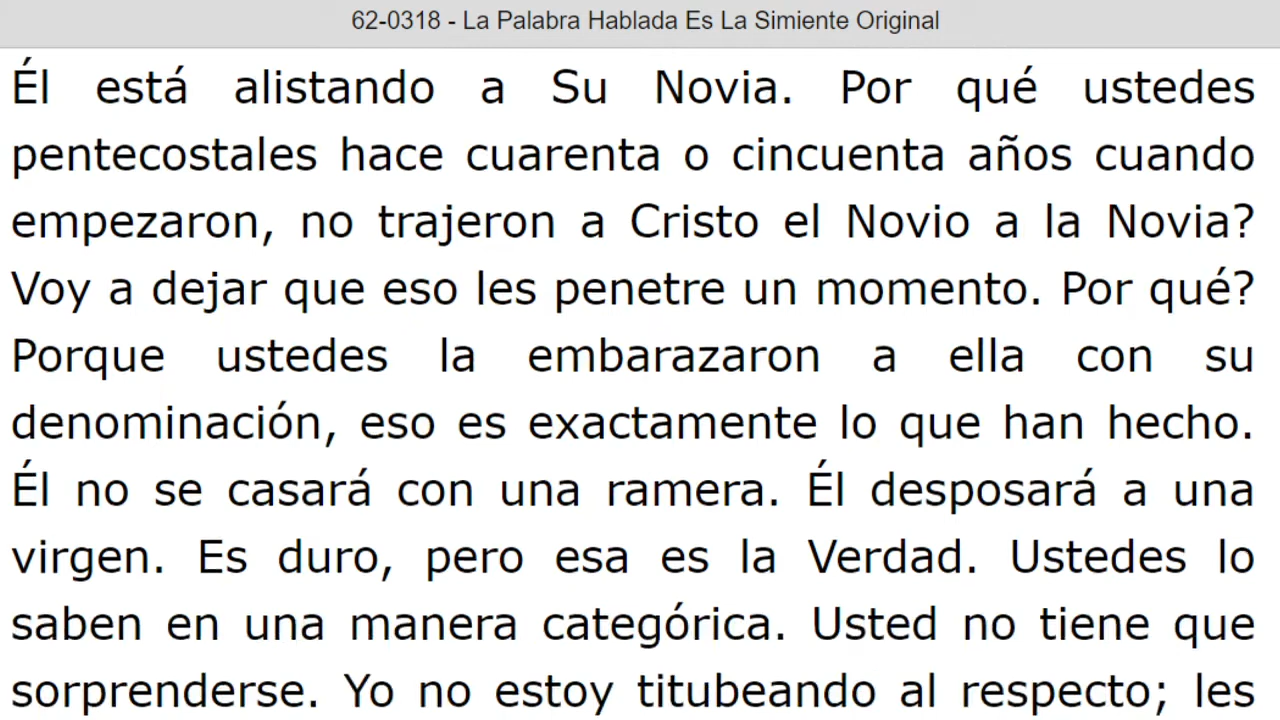 62-0318 - La Palabra Hablada Es La Simiente Original
Él está alistando a Su Novia. Por qué ustedes
pentecostales hace cuarenta o cincuenta años cuando
empezaron, no trajeron a Cristo el Novio a la Novia?
Voy a dejar que eso les penetre un momento. Por qué?
Porque ustedes la embarazaron a ella con su
denominación, eso es exactamente lo que han hecho.
Él no se casará con una ramera. Él desposará a una
virgen. Es duro, pero esa es la Verdad. Ustedes lo
saben en una manera categórica. Usted no tiene que
sorprenderse. Yo no estoy titubeando al respecto; les